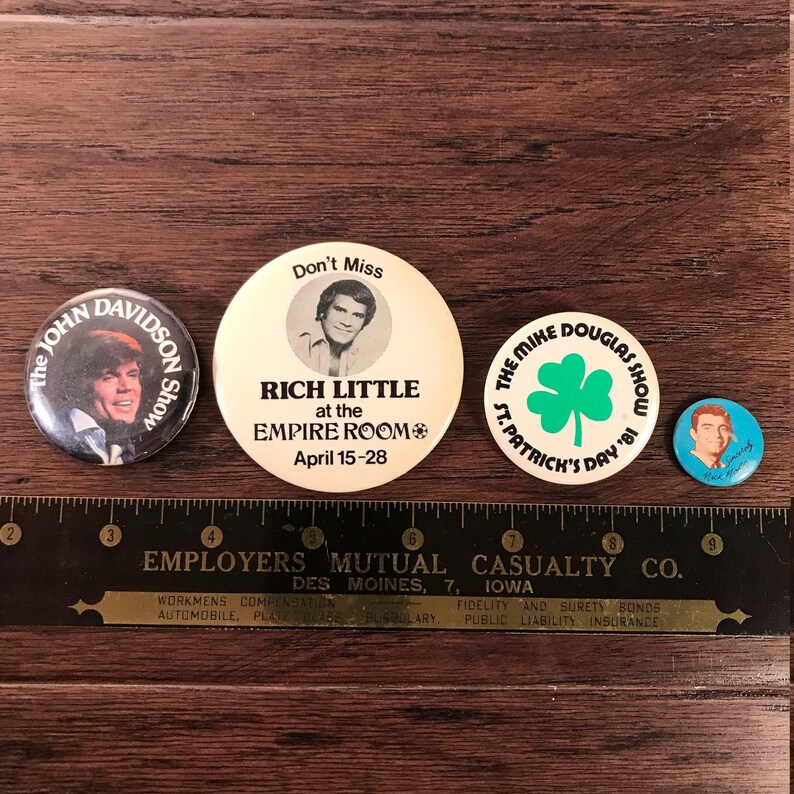 The JOHN DAVIDSON Show
Don't Miss
RICH LITTLE
at the
EMPIRE ROOM
April 15-28
THE MIKE DOUGLAS SHOW
ST. PATRICK'S DAY '81
Sincerely
Nick
2 3 4 5 6 7 8 9
EMPLOYERS MUTUAL CASUALTY CO.
DES MOINES, 7, IOWA
WORKMENS COMPENSATION FIDELITY AND SURETY BONDS
AUTOMOBILE, PLATE GLASS, BURGLARY, PUBLIC LIABILITY INSURANCE